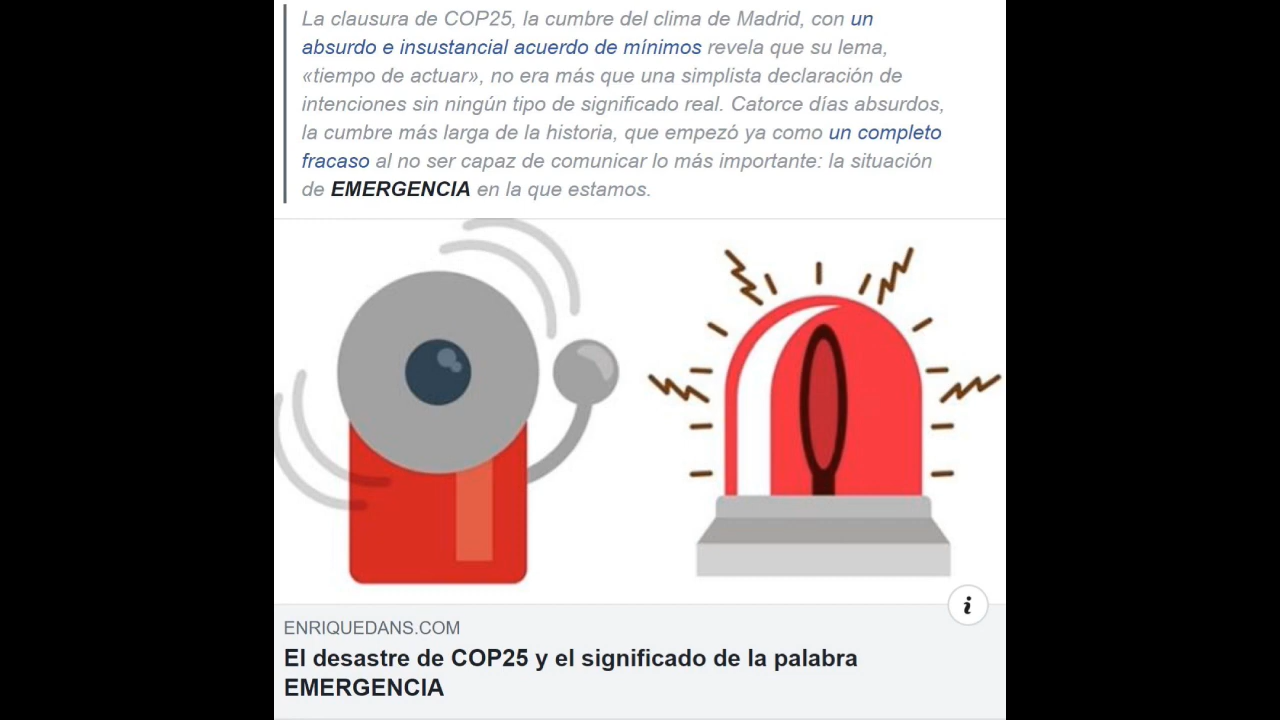 La clausura de COP25, la cumbre del clima de Madrid, con un
absurdo e insustancial acuerdo de mínimos revela que su lema,
«tiempo de actuar», no era más que una simplista declaración de
intenciones sin ningún tipo de significado real. Catorce días absurdos,
la cumbre más larga de la historia, que empezó ya como un completo
fracaso al no ser capaz de comunicar lo más importante: la situación
de EMERGENCIA en la que estamos.
i
ENRIQUEDANS.COM
El desastre de COP25 y el significado de la palabra
EMERGENCIA